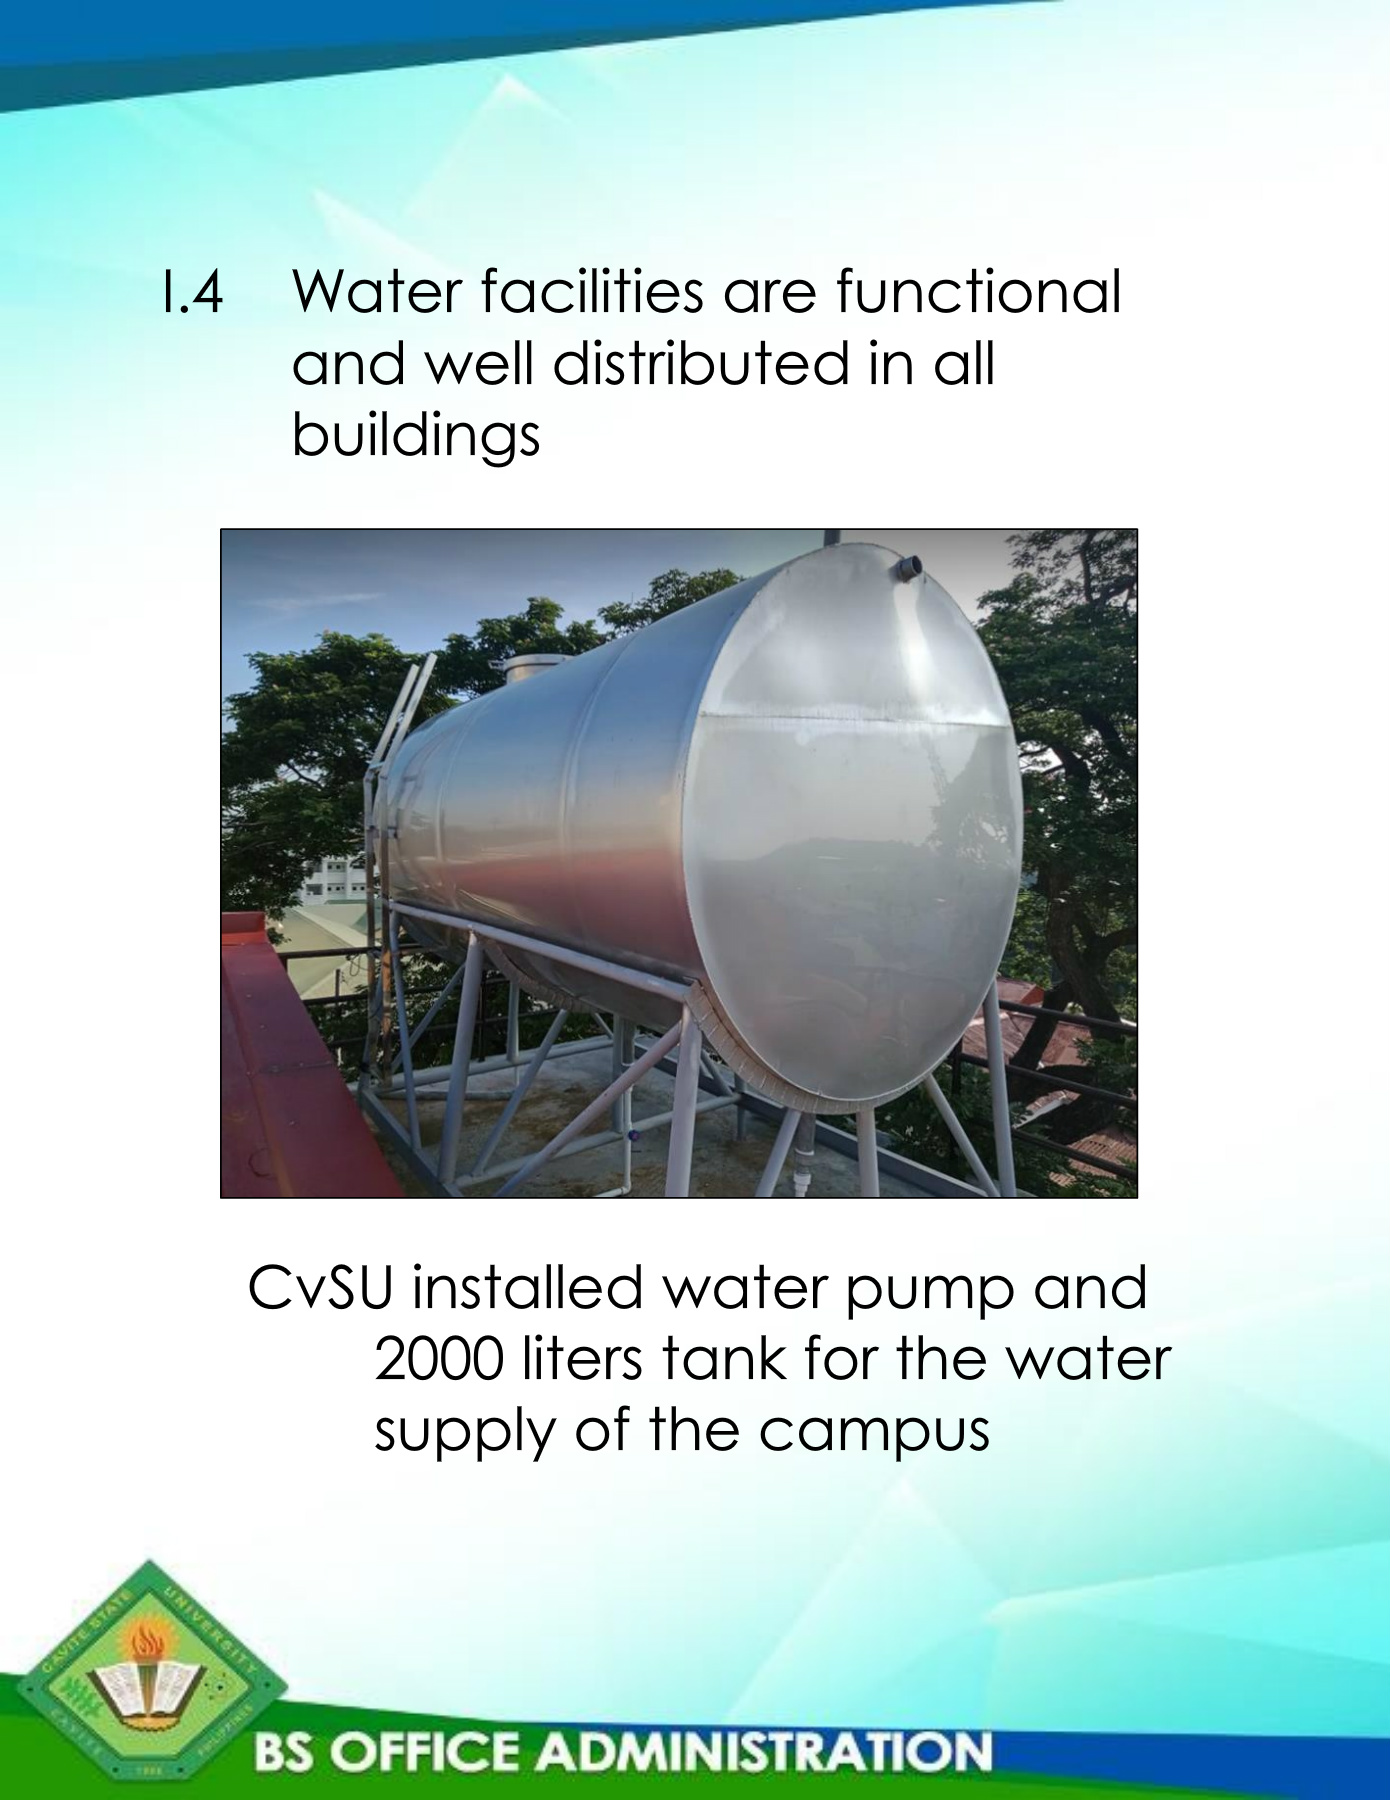 I.4 Water facilities are functional
and well distributed in all
buildings
CvSU installed water pump and
2000 liters tank for the water
supply of the campus
CAVITE STATE
UNIVERSITY
CAVITE
PHILIPPINES
BS OFFICE ADMINISTRATION